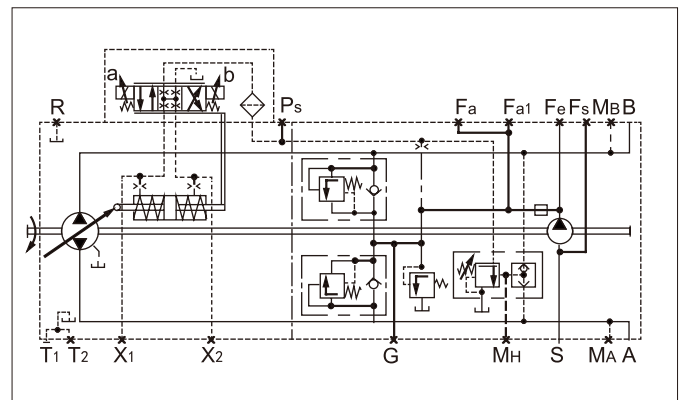 a b
R Ps Fa Fa1 Fe Fs MB B
T1 T2 X1 X2 G MH S MA A